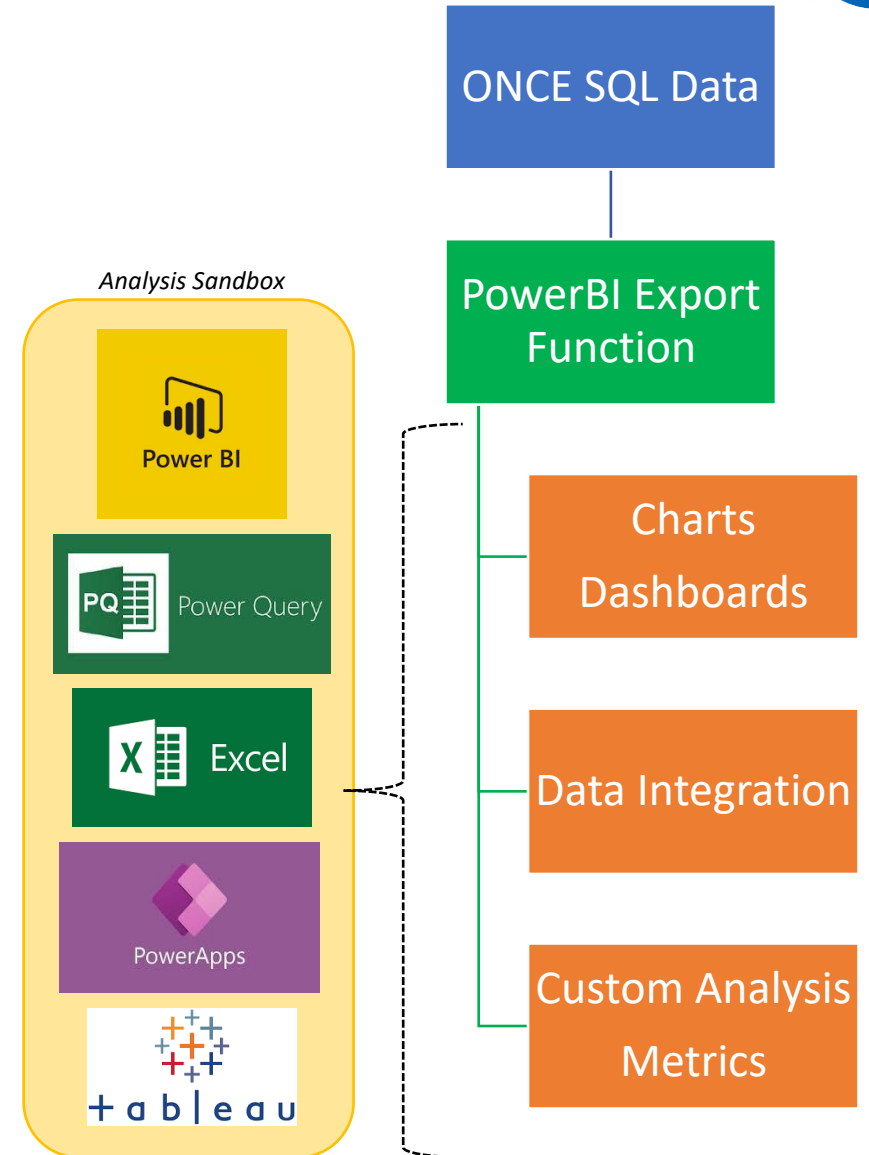 ONCE SQL Data
PowerBI Export
Function
Analysis Sandbox
Power BI
PQ
Power Query
X
Excel
PowerApps
+ a b | e a u
Charts
Dashboards
Data Integration
Custom Analysis
Metrics